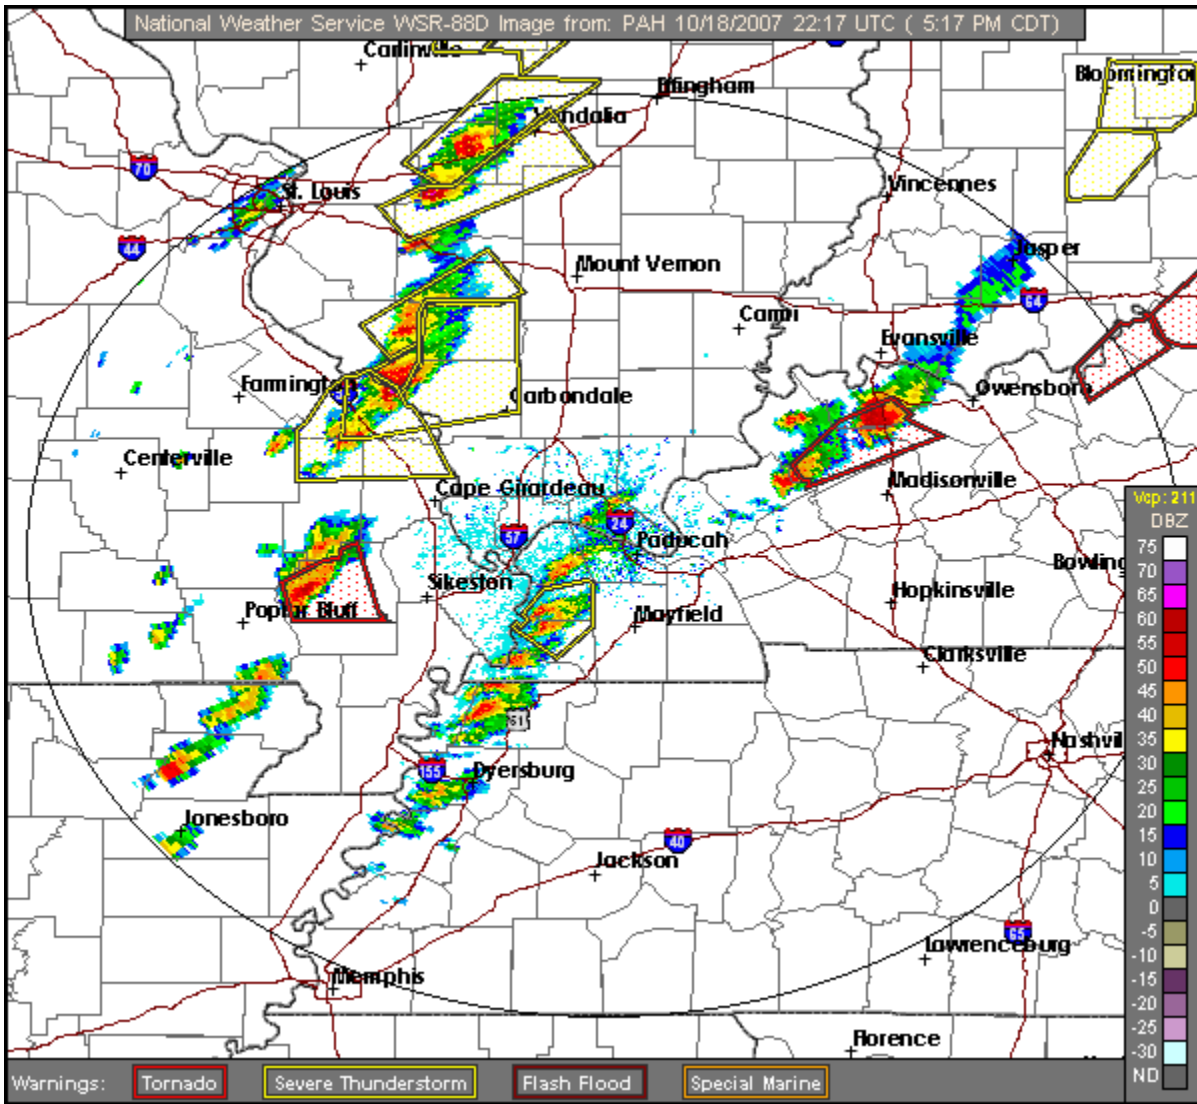 National Weather Service WSR-88D Image from: PAH 10/18/2007 22:17 UTC ( 5:17 PM CDT)
Carlinville
Effingham
Bloomington
Vandalia
70
St. Louis
Vincennes
44
Mount Vernon
Jasper
64
Carmi
Evansville
Farmington
Carbondale
Owensboro
Centerville
Cape Girardeau
Madisonville
57
24
Paducah
Bowling
Sikeston
Hopkinsville
Poplar Bluff
Mayfield
Clarksville
51
Nashvil
155
Dyersburg
Jonesboro
40
Jackson
65
Lawrenceburg
Memphis
Florence
Vcp: 211
DBZ
75
70
65
60
55
50
45
40
35
30
25
20
15
10
5
0
-5
-10
-15
-20
-25
-30
ND
Warnings: Tornado Severe Thunderstorm Flash Flood Special Marine